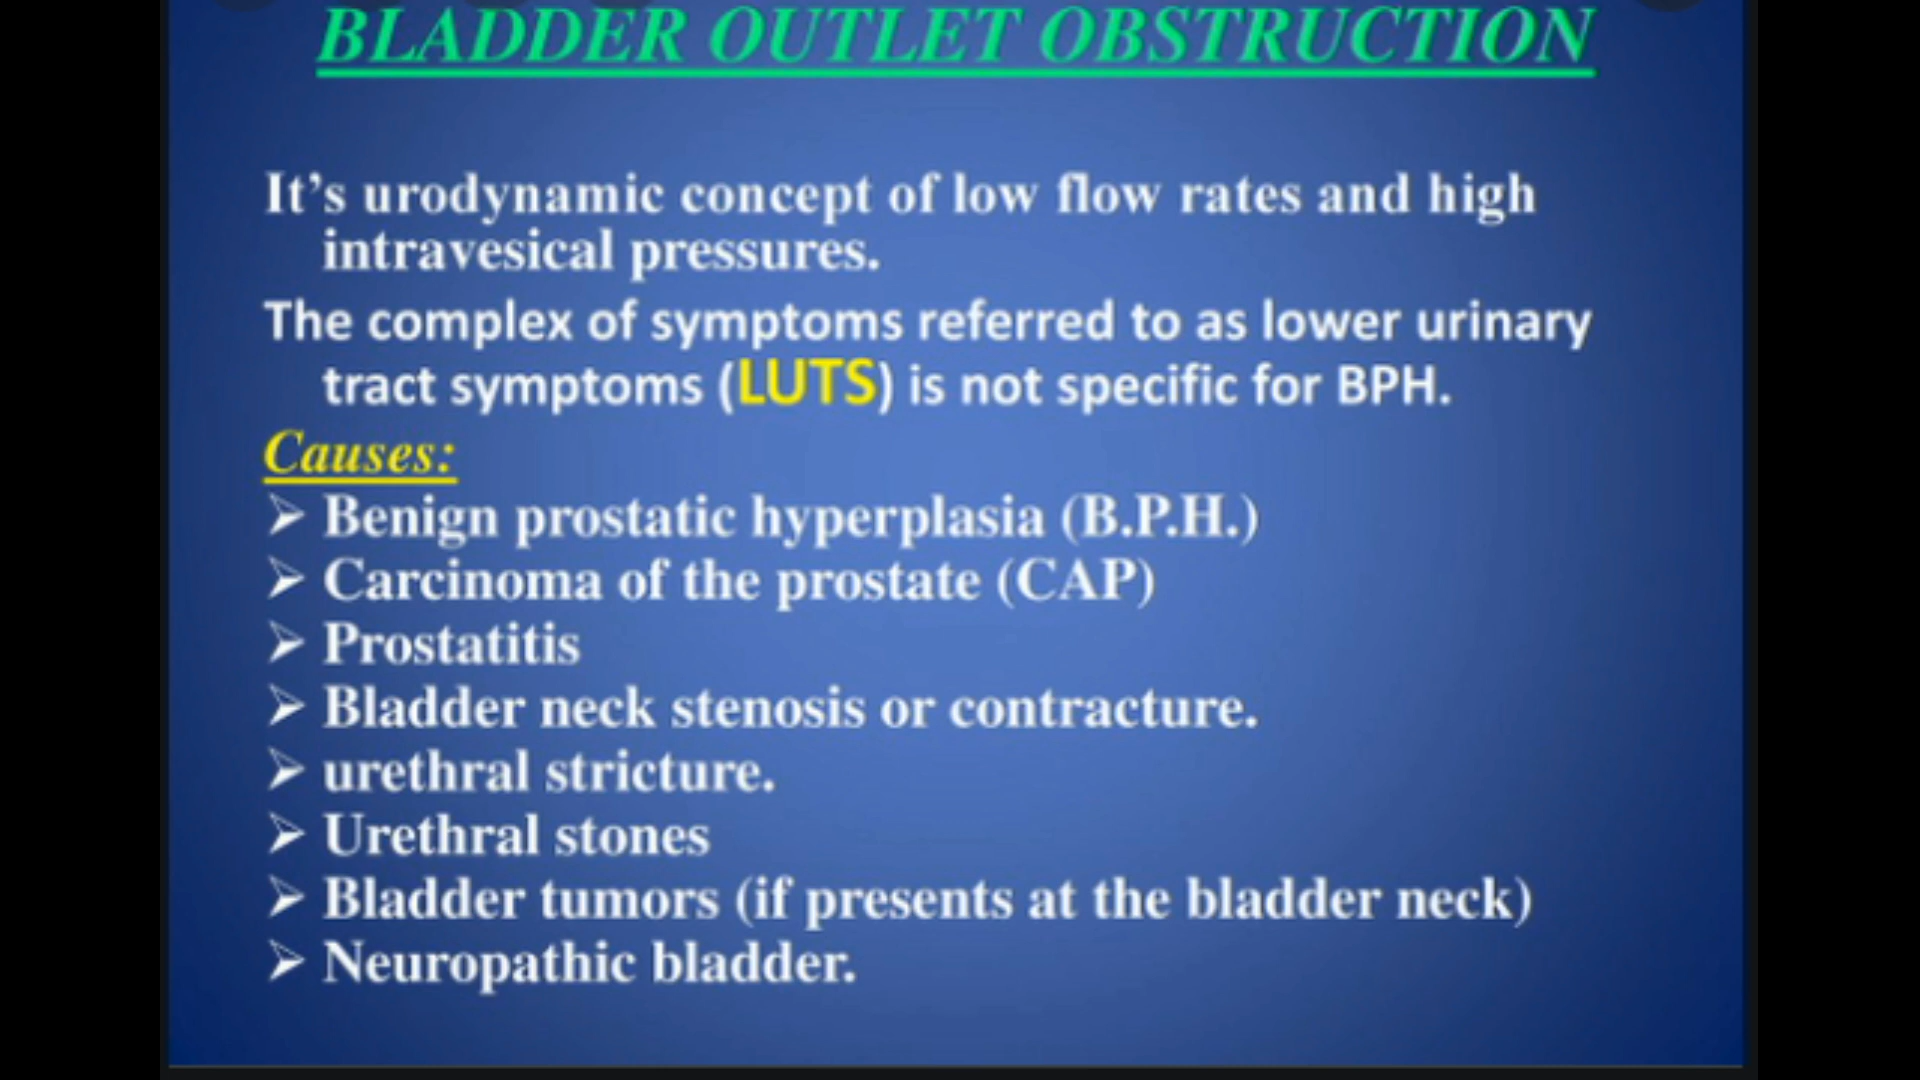 BLADDER OUTLET OBSTRUCTION
It’s urodynamic concept of low flow rates and high
intravesical pressures.
The complex of symptoms referred to as lower urinary
tract symptoms (LUTS) is not specific for BPH.
Causes:
➢ Benign prostatic hyperplasia (B.P.H.)
➢ Carcinoma of the prostate (CAP)
➢ Prostatitis
➢ Bladder neck stenosis or contracture.
➢ urethral stricture.
➢ Urethral stones
➢ Bladder tumors (if presents at the bladder neck)
➢ Neuropathic bladder.